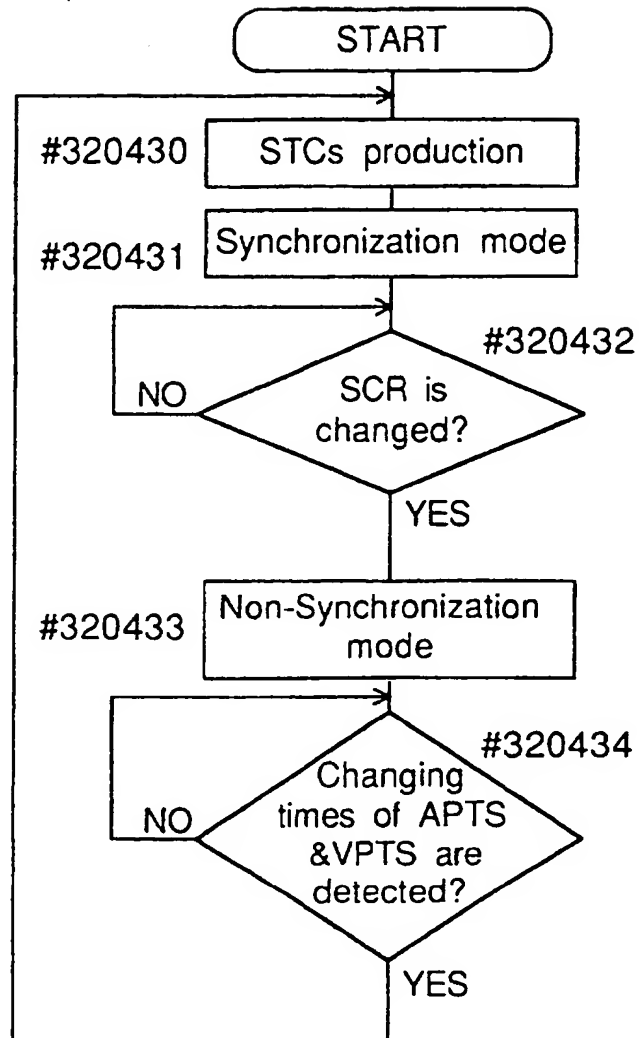 START
#320430
STCs production
#320431
Synchronization mode
#320432
SCR is
changed?
NO
YES
#320433
Non-Synchronization
mode
#320434
Changing
times of APTS
&VPTS are
detected?
NO
YES